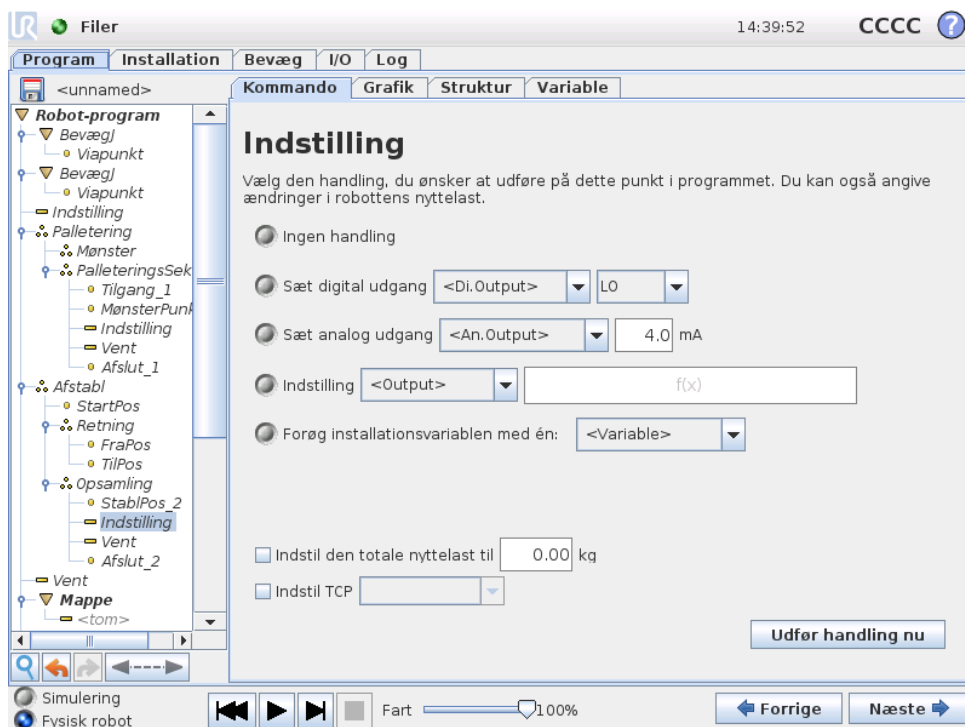 UR Filer 14:39:52 CCCC ?
Program Installation Bevæg I/O Log
<unnamed>
Kommando Grafik Struktur Variable
Robot-program
BevægJ
Viapunkt
BevægJ
Viapunkt
Indstilling
Palletering
Mønster
PalleteringsSek
Tilgang_1
MønsterPunk
Indstilling
Vent
Afslut_1
Afstabl
StartPos
Retning
FraPos
TilPos
Opsamling
StablPos_2
Indstilling
Vent
Afslut_2
Vent
Mappe
<tom>
Indstilling
Vælg den handling, du ønsker at udføre på dette punkt i programmet. Du kan også angive
ændringer i robottens nyttelast.
Ingen handling
Sæt digital udgang <Di.Output> LO
Sæt analog udgang <An.Output> 4.0 mA
Indstilling <Output> f(x)
Forøg installationsvariablen med én: <Variable>
Indstil den totale nyttelast til 0.00 kg
Indstil TCP
Udfør handling nu
Simulering
Fysisk robot
Fart 100%
Forrige Næste